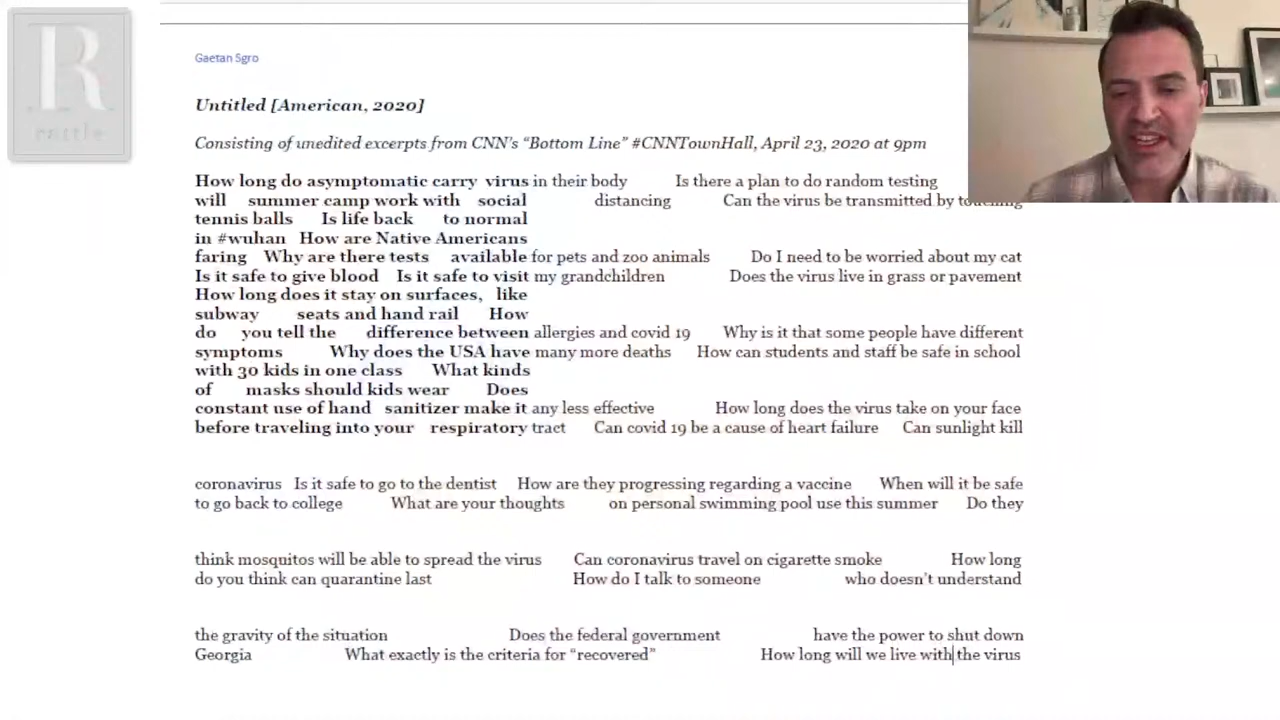 R
rattle
Gaetan Sgro
Untitled [American, 2020]
Consisting of unedited excerpts from CNN's “Bottom Line” #CNNTownHall, April 23, 2020 at 9pm
How long do asymptomatic carry virus in their body Is there a plan to do random testing
will summer camp work with social distancing Can the virus be transmitted by touching
tennis balls Is life back to normal
in #wuhan How are Native Americans
faring Why are there tests available for pets and zoo animals Do I need to be worried about my cat
Is it safe to give blood Is it safe to visit my grandchildren Does the virus live in grass or pavement
How long does it stay on surfaces, like
subway seats and hand rail How
do you tell the difference between allergies and covid 19 Why is it that some people have different
symptoms Why does the USA have many more deaths How can students and staff be safe in school
with 30 kids in one class What kinds
of masks should kids wear Does
constant use of hand sanitizer make it any less effective How long does the virus take on your face
before traveling into your respiratory tract Can covid 19 be a cause of heart failure Can sunlight kill
coronavirus Is it safe to go to the dentist How are they progressing regarding a vaccine When will it be safe
to go back to college What are your thoughts on personal swimming pool use this summer Do they
think mosquitos will be able to spread the virus Can coronavirus travel on cigarette smoke How long
do you think can quarantine last How do I talk to someone who doesn't understand
the gravity of the situation Does the federal government have the power to shut down
Georgia What exactly is the criteria for “recovered” How long will we live with the virus